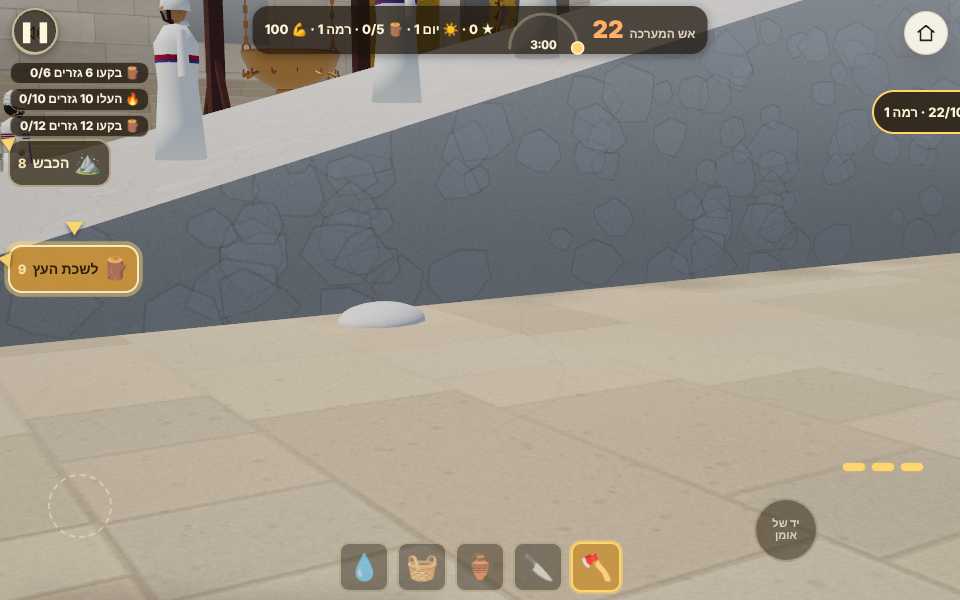 ★ 0 · ☀️ יום 1 · 🪵 0/5 · רמה 1 · 💪 100
3:00
אש המערכה 22
🪵 בקעו 6 גזרים 0/6
🔥 העלו 10 גזרים 0/10
🪵 בקעו 12 גזרים 0/12
הכבש 8
לשכת העץ 9
22/10 · רמה 1
יד של
אומן